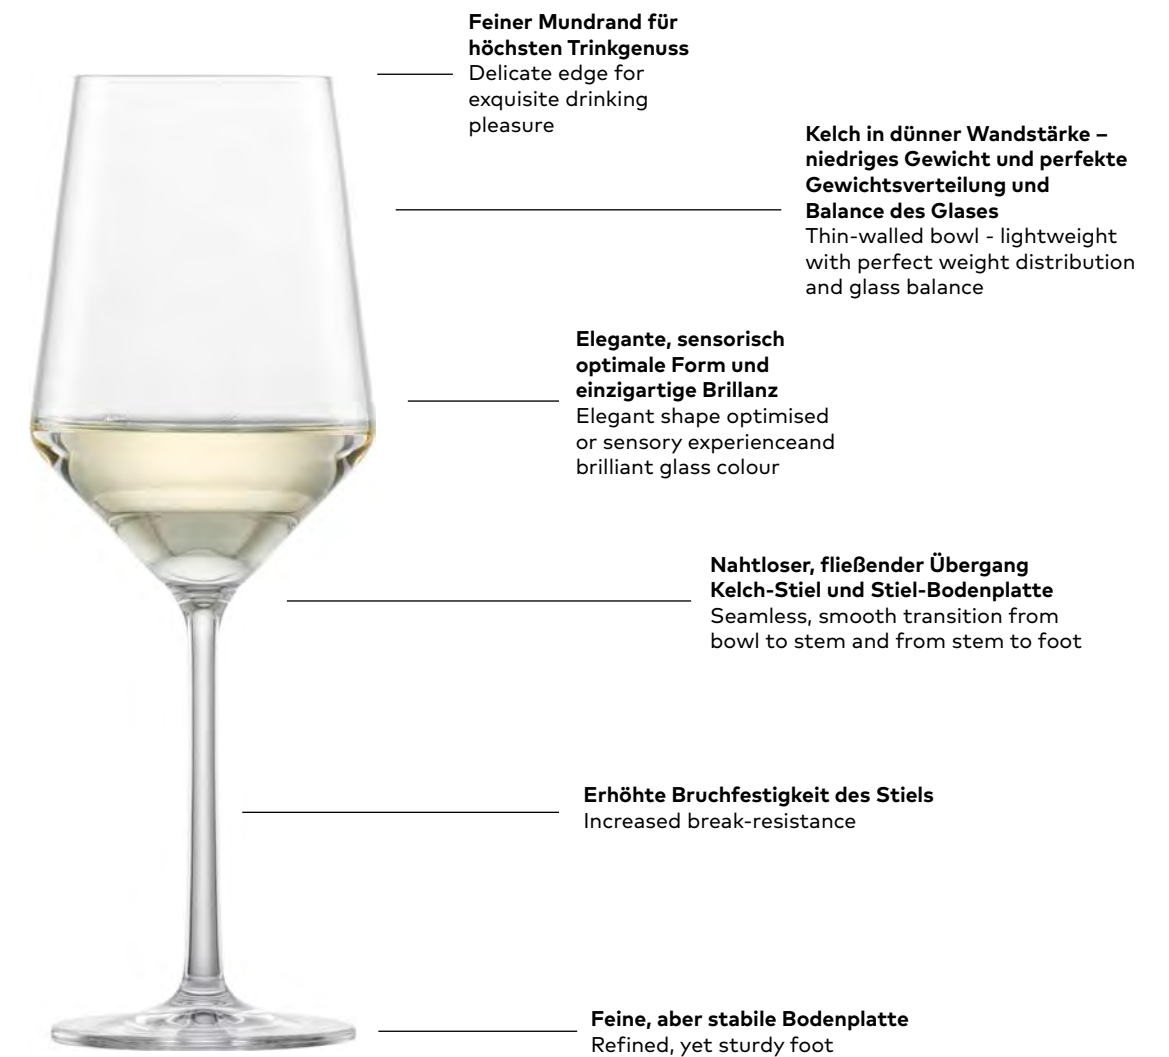 Feiner Mundrand für
höchsten Trinkgenuss
Delicate edge for
exquisite drinking
pleasure
Kelch in dünner Wandstärke –
niedriges Gewicht und perfekte
Gewichtsverteilung und
Balance des Glases
Thin-walled bowl - lightweight
with perfect weight distribution
and glass balance
Elegante, sensorisch
optimale Form und
einzigartige Brillanz
Elegant shape optimised
or sensory experienceand
brilliant glass colour
Nahtloser, fließender Übergang
Kelch-Stiel und Stiel-Bodenplatte
Seamless, smooth transition from
bowl to stem and from stem to foot
Erhöhte Bruchfestigkeit des Stiels
Increased break-resistance
Feine, aber stabile Bodenplatte
Refined, yet sturdy foot